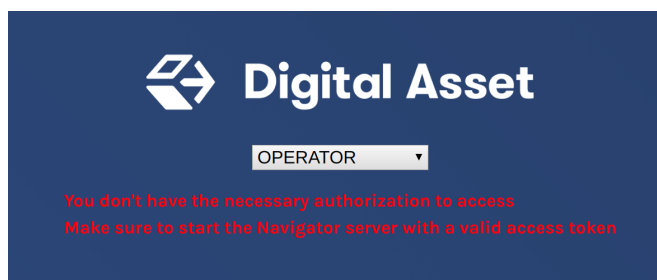 Digital Asset
OPERATOR
You don't have the necessary authorization to access
Make sure to start the Navigator server with a valid access token